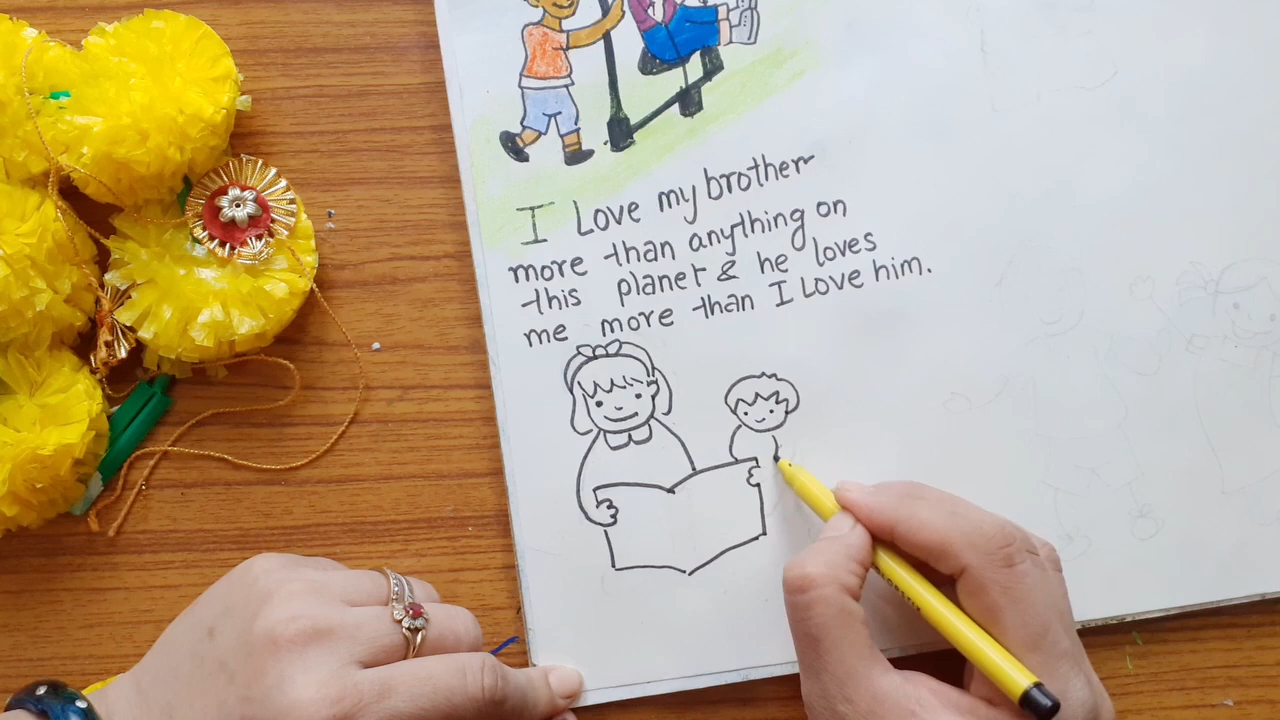 I Love my brother
more than anything on
this planet & he loves
me more than I Love him.